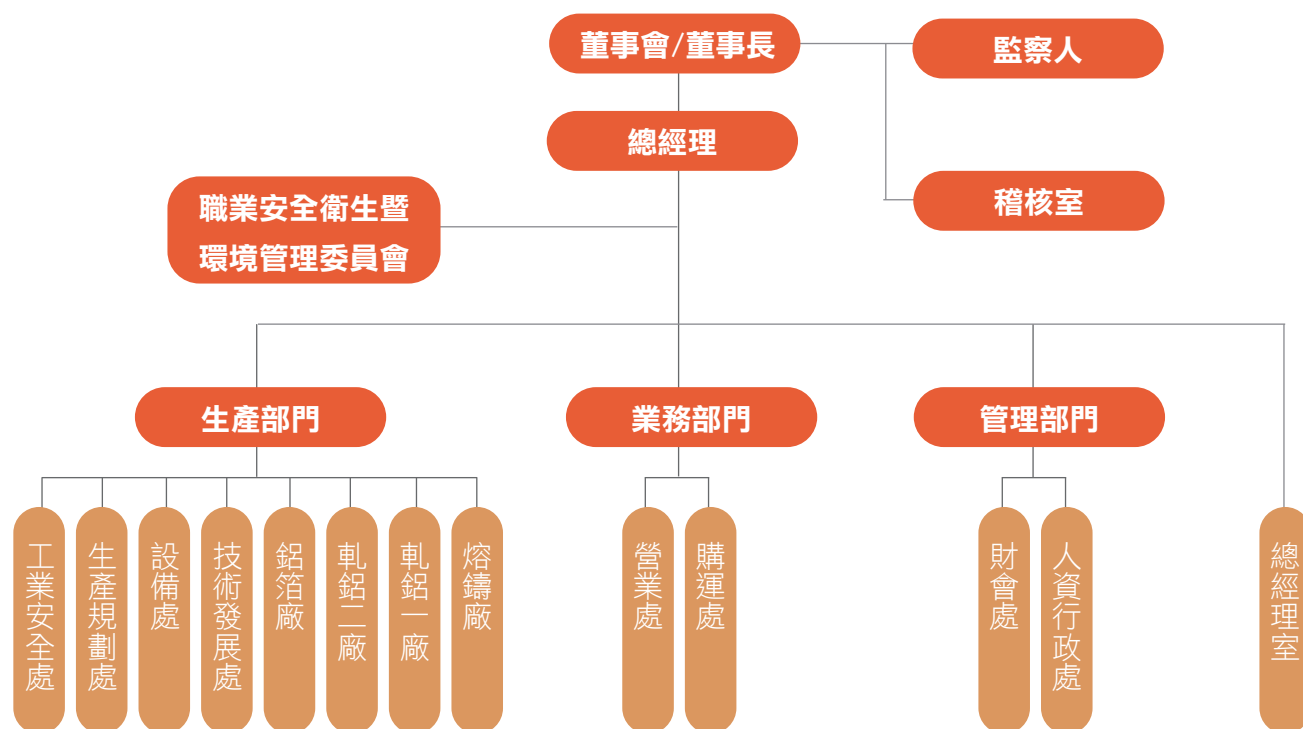 董事會/董事長
監察人
總經理
職業安全衛生暨
環境管理委員會
稽核室
生產部門
業務部門
管理部門
工業安全處
生產規劃處
設備處
技術發展處
鋁箔廠
軋鋁二廠
軋鋁一廠
熔鑄廠
營業處
購運處
財會處
人資行政處
總經理室